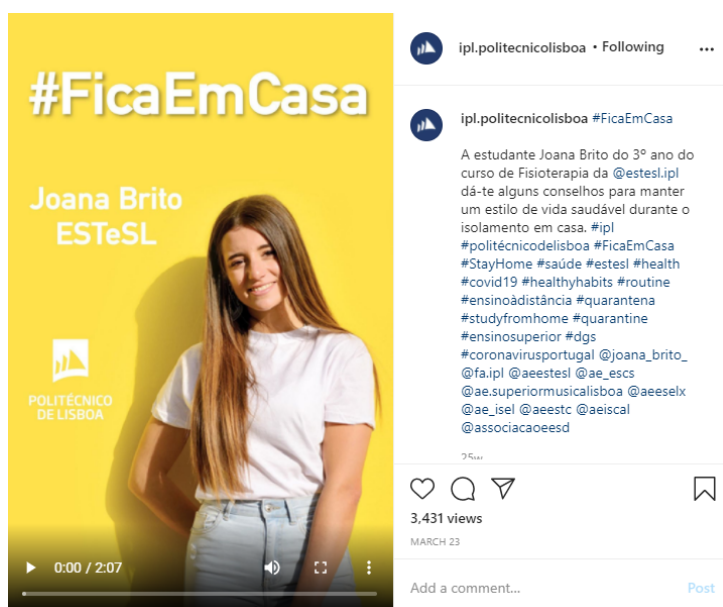 #FicaEmCasa
Joana Brito
ESTeSL
POLITÉCNICO
DE LISBOA
0:00 / 2:07
ipl.politecnicolisboa • Following
ipl.politecnicolisboa #FicaEmCasa
A estudante Joana Brito do 3º ano do
curso de Fisioterapia da @estesl.ipl
dá-te alguns conselhos para manter
um estilo de vida saudável durante o
isolamento em casa. #ipl
#politécnicodelisboa #FicaEmCasa
#StayHome #saúde #estesl #health
#covid19 #healthyhabits #routine
#ensinoàdistância #quarentena
#studyfromhome #quarantine
#ensinosuperior #dgs
#coronavirusportugal @joana_brito_
@fa.ipl @aeestesl @ae_escs
@ae.superiormusicalisboa @aeeselx
@ae_isel @aeestc @aeiscal
@associacaoeesd
25w
3,431 views
MARCH 23
Add a comment...
Post